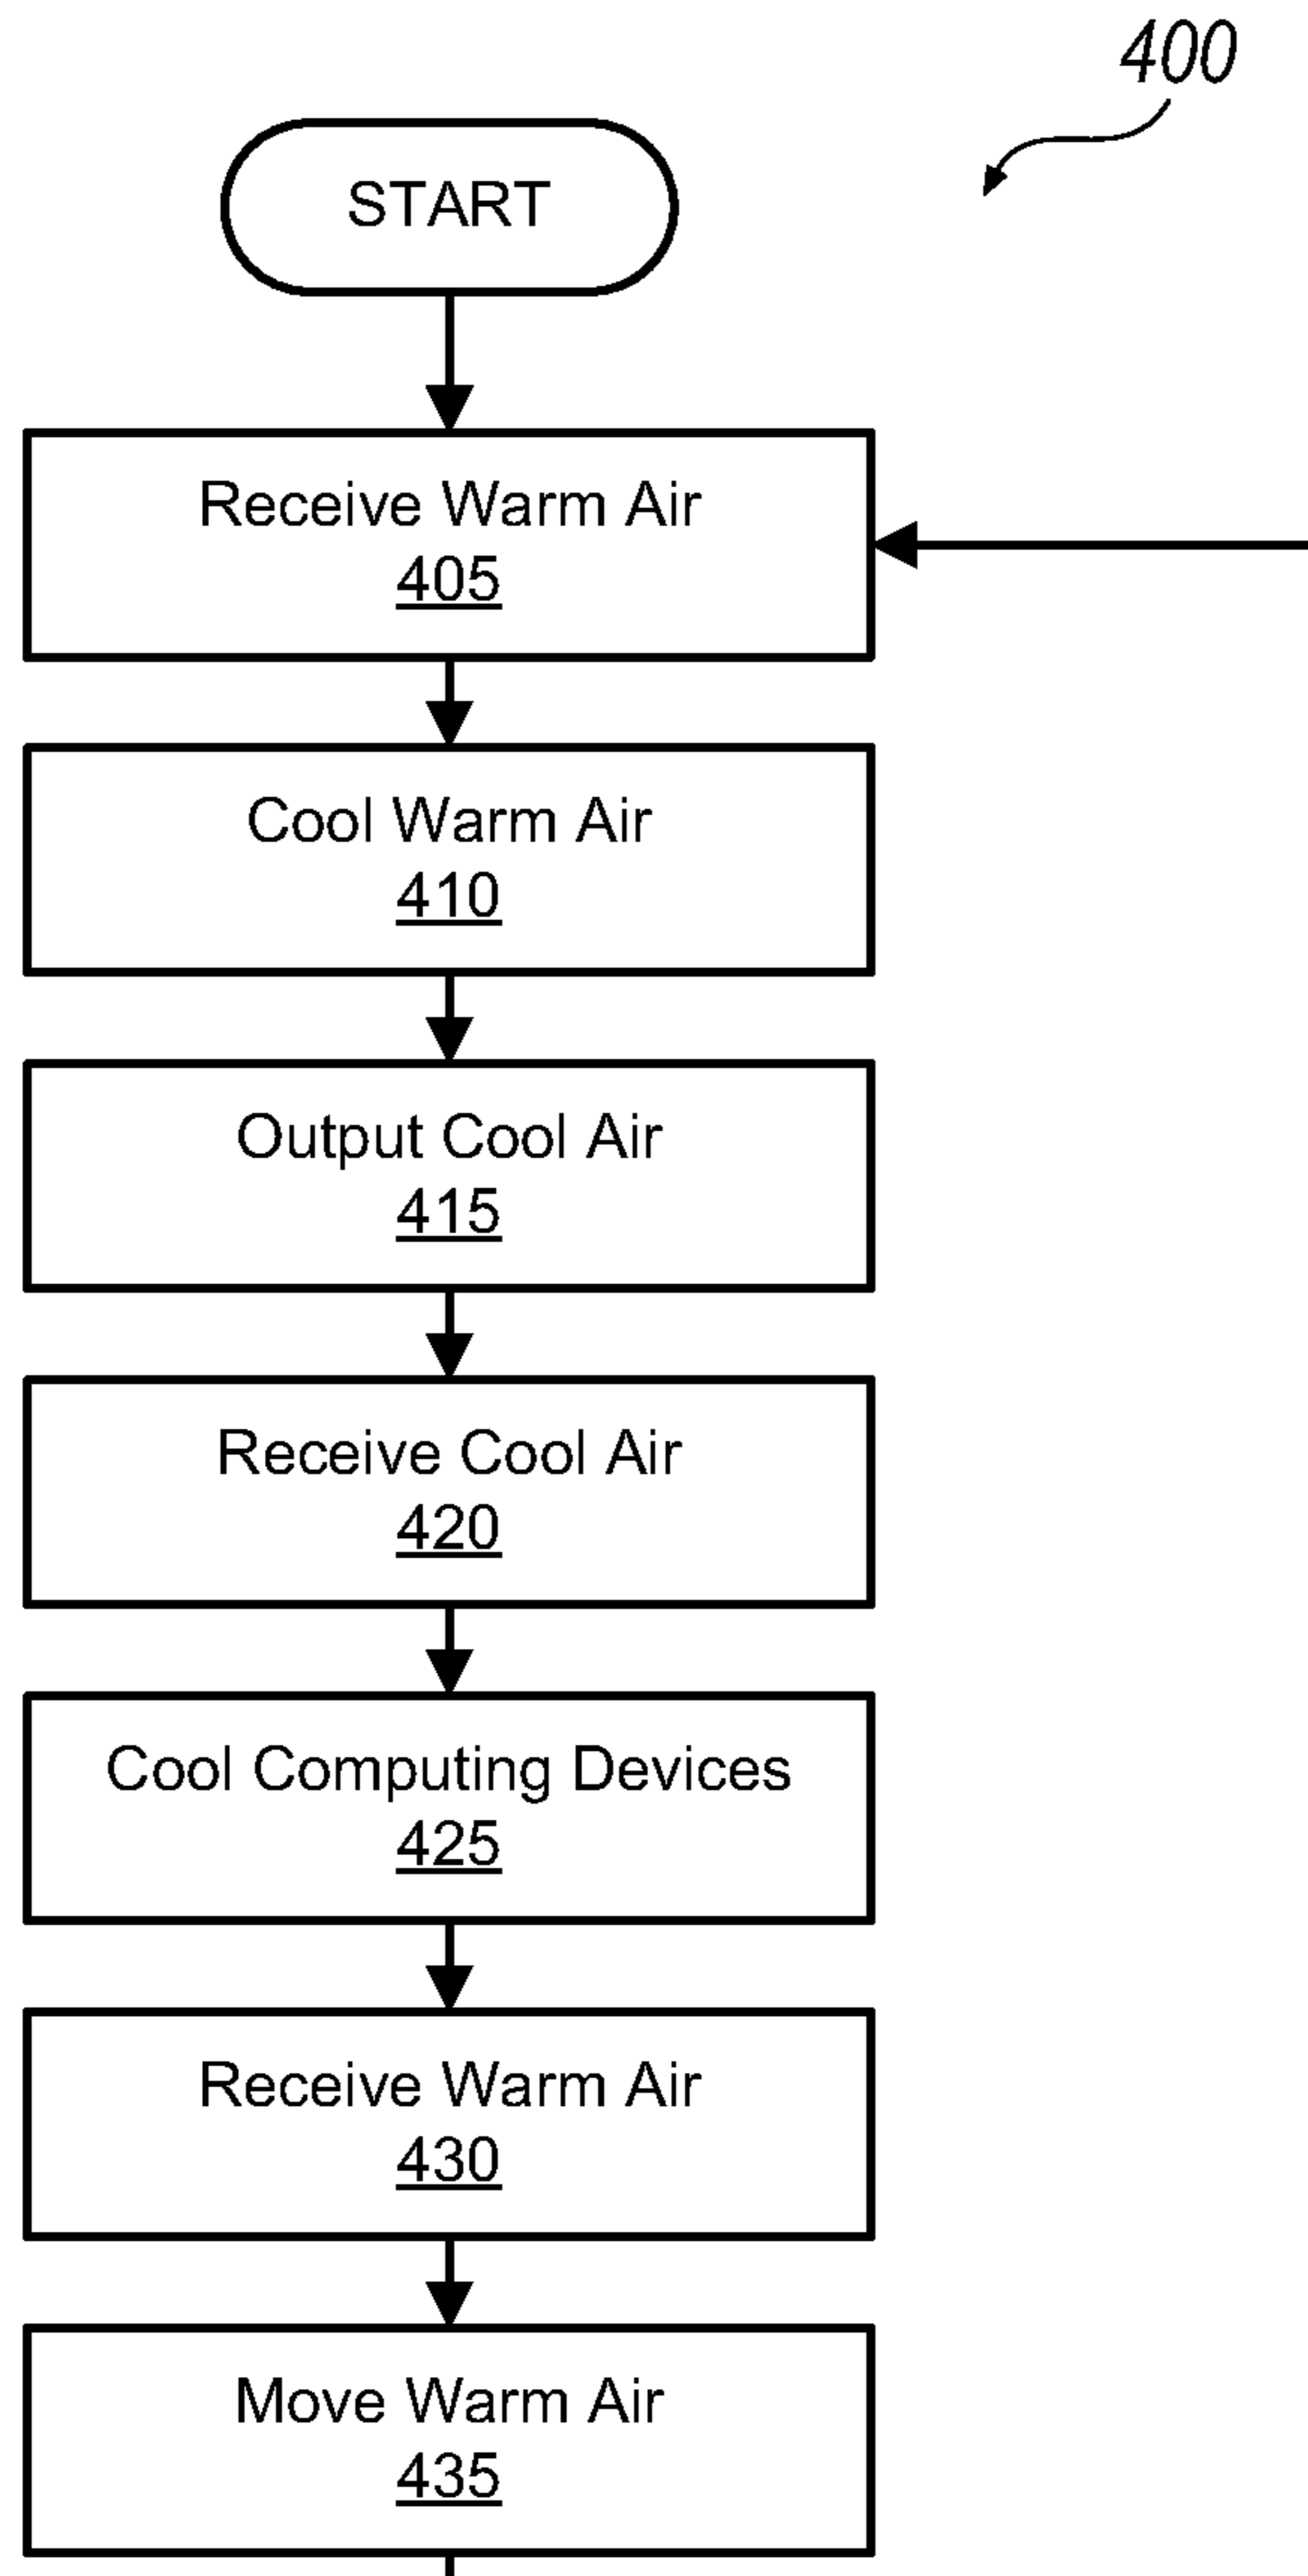 400
START
Receive Warm Air
405
Cool Warm Air
410
Output Cool Air
415
Receive Cool Air
420
Cool Computing Devices
425
Receive Warm Air
430
Move Warm Air
435